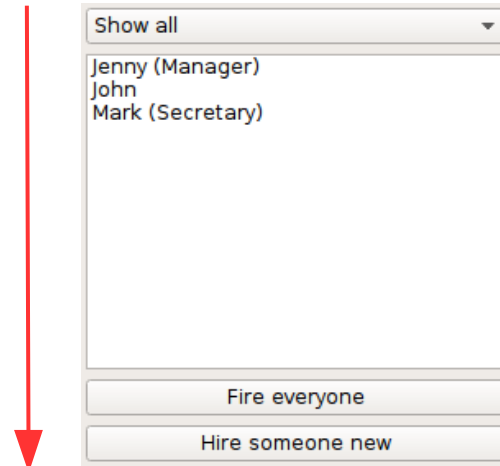 Show all
Jenny (Manager)
John
Mark (Secretary)
Fire everyone
Hire someone new